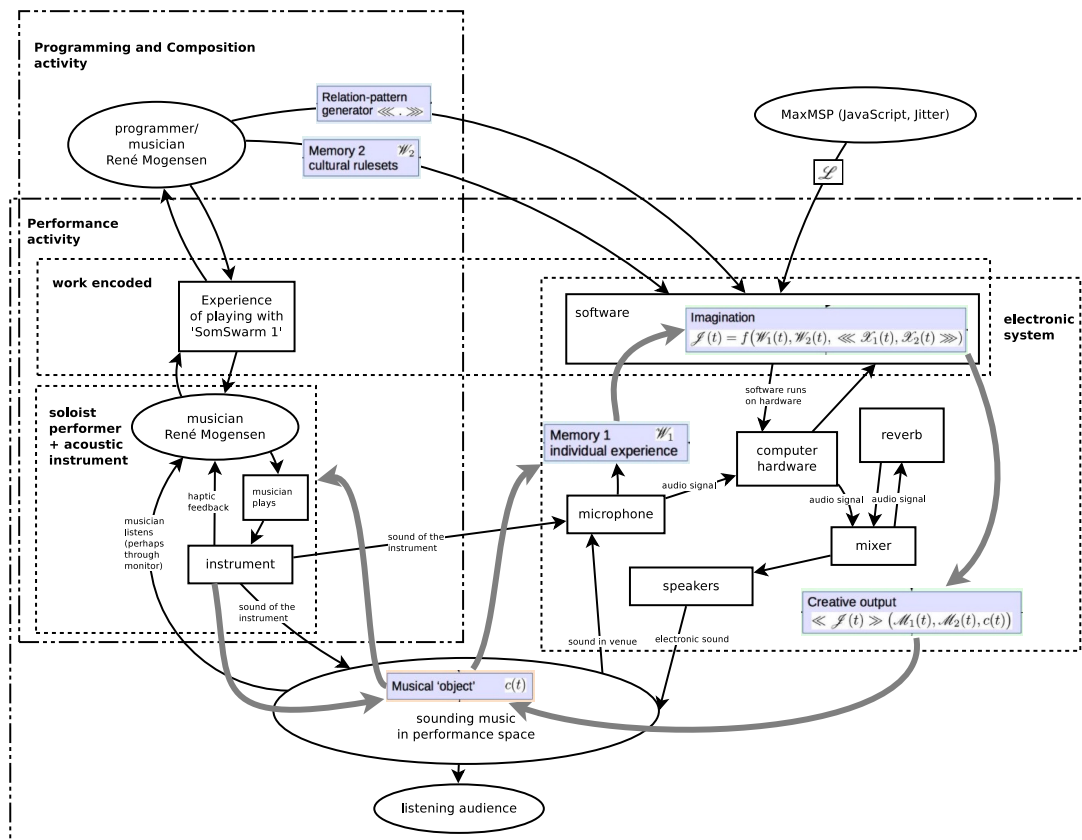 Programming and Composition
activity
programmer/
musician
René Mogensen
Relation-pattern
generator ⋘ . ⋙
Memory 2 𝒲₂
cultural rulesets
MaxMSP (JavaScript, Jitter)
ℒ
Performance
activity
work encoded
Experience
of playing with
'SomSwarm 1'
software
Imagination
𝒥(t) = f(𝒲₁(t), 𝒲₂(t), ⋘ 𝒳₁(t), 𝒳₂(t) ⋙)
electronic
system
software runs
on hardware
soloist
performer
+ acoustic
instrument
musician
René Mogensen
Memory 1 𝒲₁
individual experience
computer
hardware
reverb
haptic
feedback
musician
plays
audio signal
audio signal
audio signal
microphone
musician
listens
(perhaps
through
monitor)
sound of the
instrument
mixer
instrument
speakers
sound of the
instrument
Creative output
≪ 𝒥(t) ≫ (ℳ₁(t), ℳ₂(t), c(t))
sound in venue
electronic sound
Musical 'object' c(t)
sounding music
in performance space
listening audience